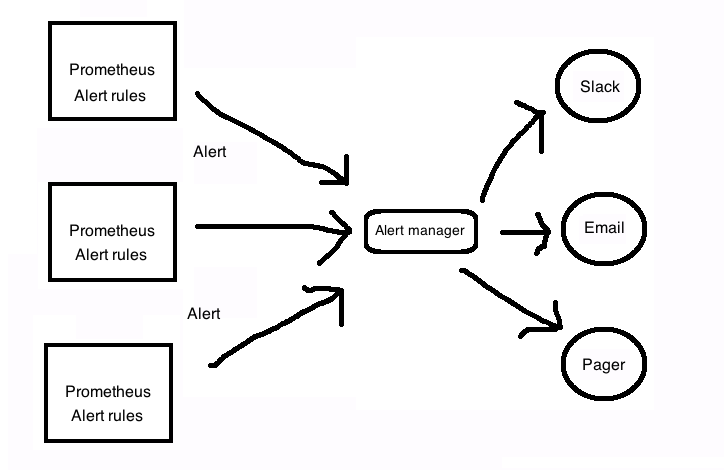 Prometheus
Alert rules
Slack
Alert
Prometheus
Alert rules
Alert manager
Email
Alert
Prometheus
Alert rules
Pager